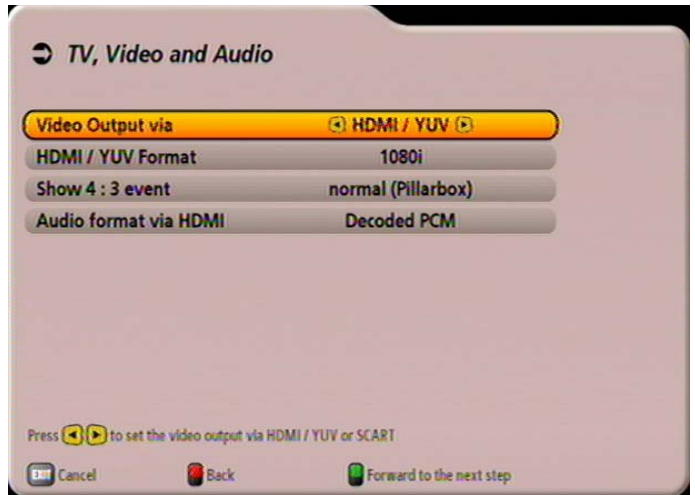 TV, Video and Audio
Video Output via HDMI / YUV
HDMI / YUV Format 1080i
Show 4 : 3 event normal (Pillarbox)
Audio format via HDMI Decoded PCM
Press to set the video output via HDMI / YUV or SCART
Cancel Back Forward to the next step